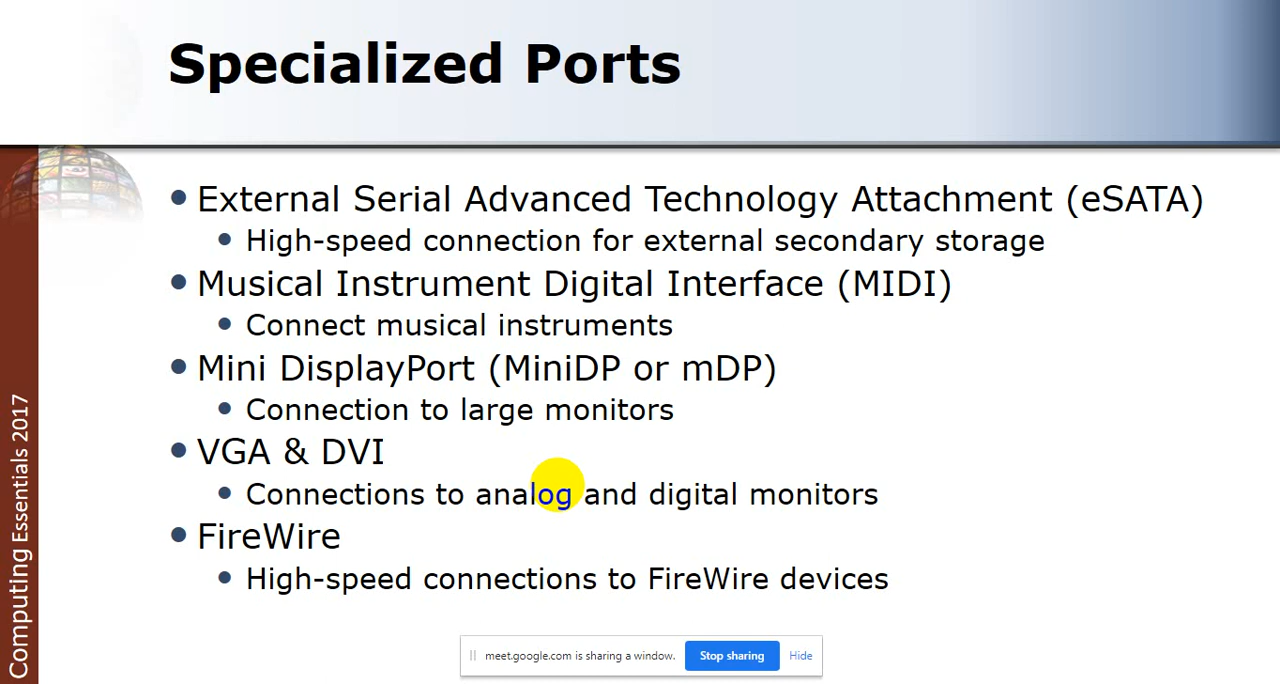 Specialized Ports
External Serial Advanced Technology Attachment (eSATA)
High-speed connection for external secondary storage
Musical Instrument Digital Interface (MIDI)
Connect musical instruments
Mini DisplayPort (MiniDP or mDP)
Connection to large monitors
VGA & DVI
Connections to analog and digital monitors
FireWire
High-speed connections to FireWire devices
Computing Essentials 2017
meet.google.com is sharing a window. Stop sharing Hide